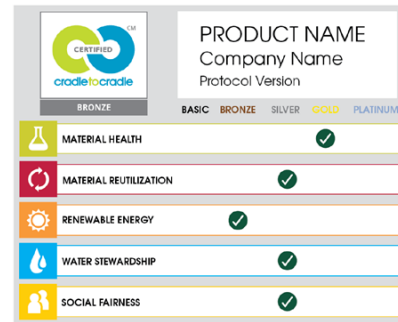 CERTIFIED
CM
cradletocradle
BRONZE
PRODUCT NAME
Company Name
Protocol Version
BASIC BRONZE SILVER GOLD PLATINUM
MATERIAL HEALTH
MATERIAL REUTILIZATION
RENEWABLE ENERGY
WATER STEWARDSHIP
SOCIAL FAIRNESS